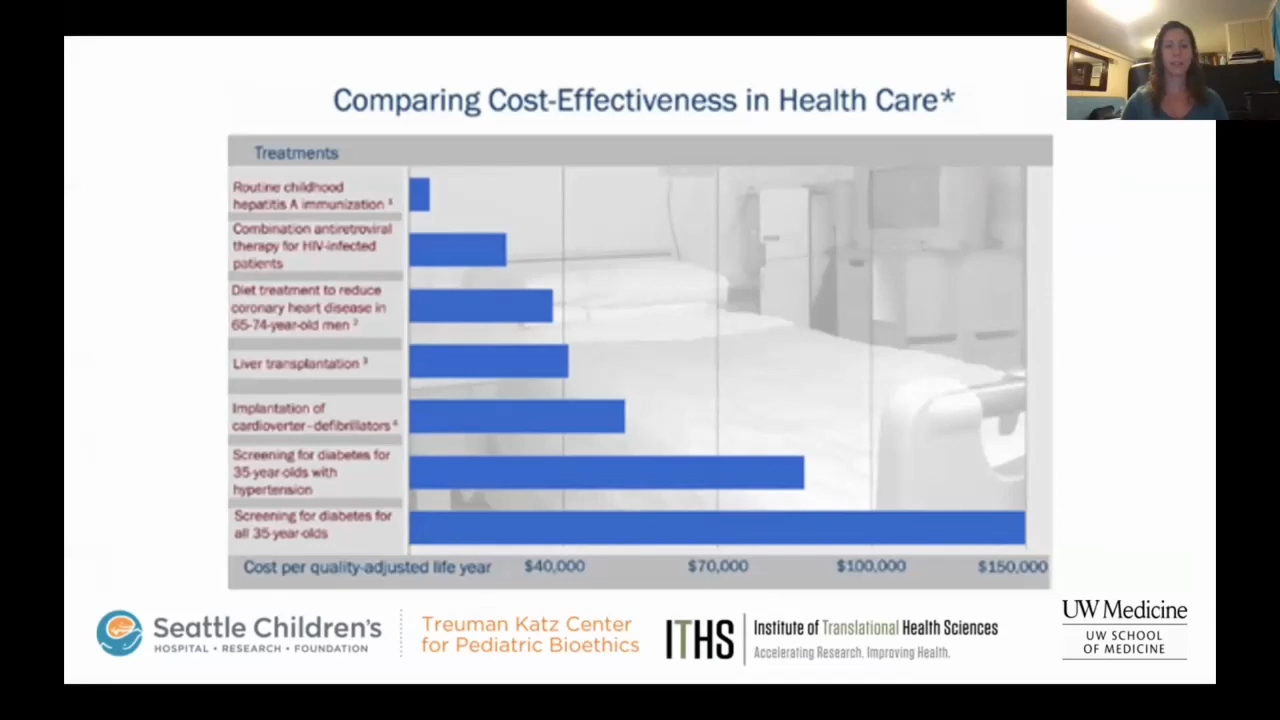 Comparing Cost-Effectiveness in Health Care*
Treatments
Routine childhood
hepatitis A immunization ¹
Combination antiretroviral
therapy for HIV-infected
patients
Diet treatment to reduce
coronary heart disease in
65-74-year-old men ²
Liver transplantation ³
Implantation of
cardioverter-defibrillators ⁴
Screening for diabetes for
35-year-olds with
hypertension
Screening for diabetes for
all 35-year-olds
Cost per quality-adjusted life year $40,000 $70,000 $100,000 $150,000
Seattle Children's
HOSPITAL • RESEARCH • FOUNDATION
Treuman Katz Center
for Pediatric Bioethics
ITHS
Institute of Translational Health Sciences
Accelerating Research. Improving Health.
UW Medicine
UW SCHOOL
OF MEDICINE